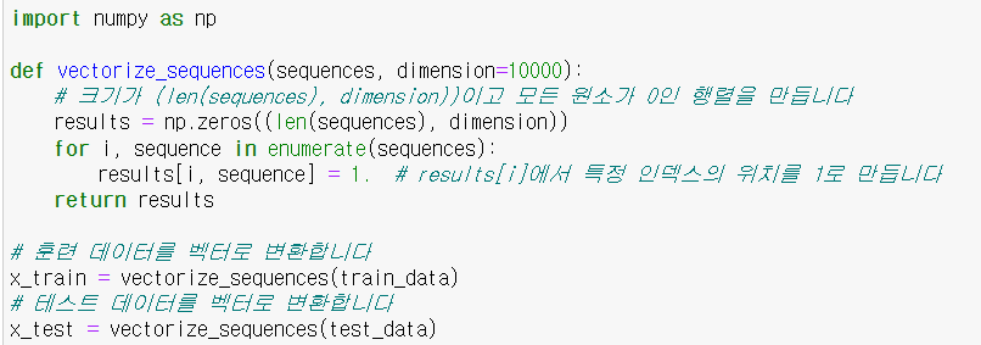 import numpy as np
def vectorize_sequences(sequences, dimension=10000):
# 크기가 (len(sequences), dimension))이고 모든 원소가 0인 행렬을 만듭니다
results = np.zeros((len(sequences), dimension))
for i, sequence in enumerate(sequences):
results[i, sequence] = 1.  # results[i]에서 특정 인덱스의 위치를 1로 만듭니다
return results
# 훈련 데이터를 벡터로 변환합니다
x_train = vectorize_sequences(train_data)
# 테스트 데이터를 벡터로 변환합니다
x_test = vectorize_sequences(test_data)